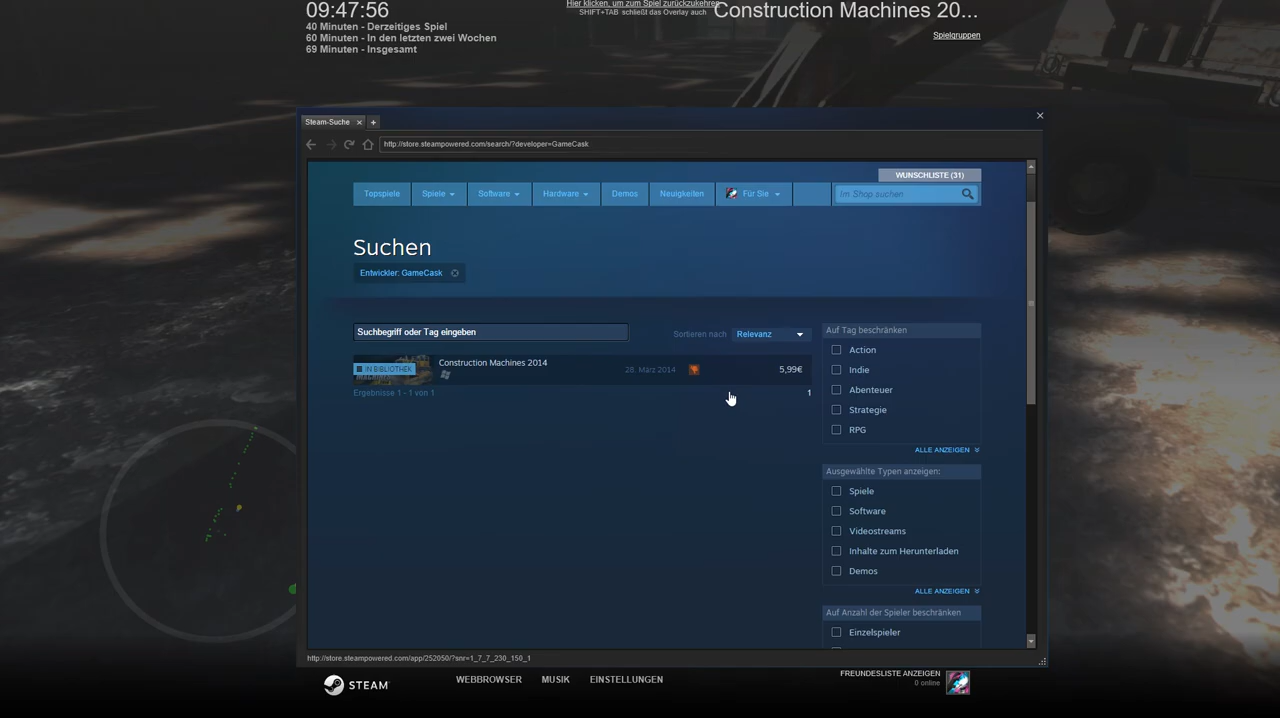 09:47:56
40 Minuten - Derzeitiges Spiel
60 Minuten - In den letzten zwei Wochen
69 Minuten - Insgesamt
Hier klicken, um zum Spiel zurückzukehren
SHIFT+TAB schließt das Overlay auch
Construction Machines 20...
Spielgruppen
Steam-Suche
http://store.steampowered.com/search/?developer=GameCask
WUNSCHLISTE (31)
Topspiele Spiele Software Hardware Demos Neuigkeiten Für Sie Im Shop suchen
Suchen
Entwickler: GameCask
Suchbegriff oder Tag eingeben
Sortieren nach Relevanz
IN BIBLIOTHEK
Construction Machines 2014
28. März 2014
5,99€
Ergebnisse 1 - 1 von 1
1
Auf Tag beschränken
Action
Indie
Abenteuer
Strategie
RPG
ALLE ANZEIGEN
Ausgewählte Typen anzeigen:
Spiele
Software
Videostreams
Inhalte zum Herunterladen
Demos
ALLE ANZEIGEN
Auf Anzahl der Spieler beschränken
Einzelspieler
http://store.steampowered.com/app/252050/?snr=1_7_7_230_150_1
STEAM
WEBBROWSER MUSIK EINSTELLUNGEN
FREUNDESLISTE ANZEIGEN
0 online